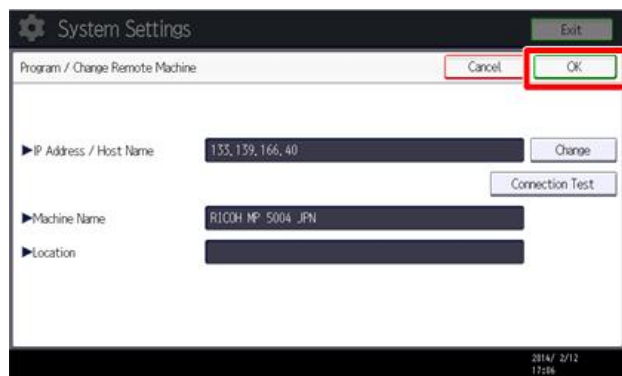 System Settings
Exit
Program / Change Remote Machine
Cancel
OK
▶IP Address / Host Name
133.139.166.40
Change
Connection Test
▶Machine Name
RICOH MP 5004 JPN
▶Location
2014/ 2/12
17:06